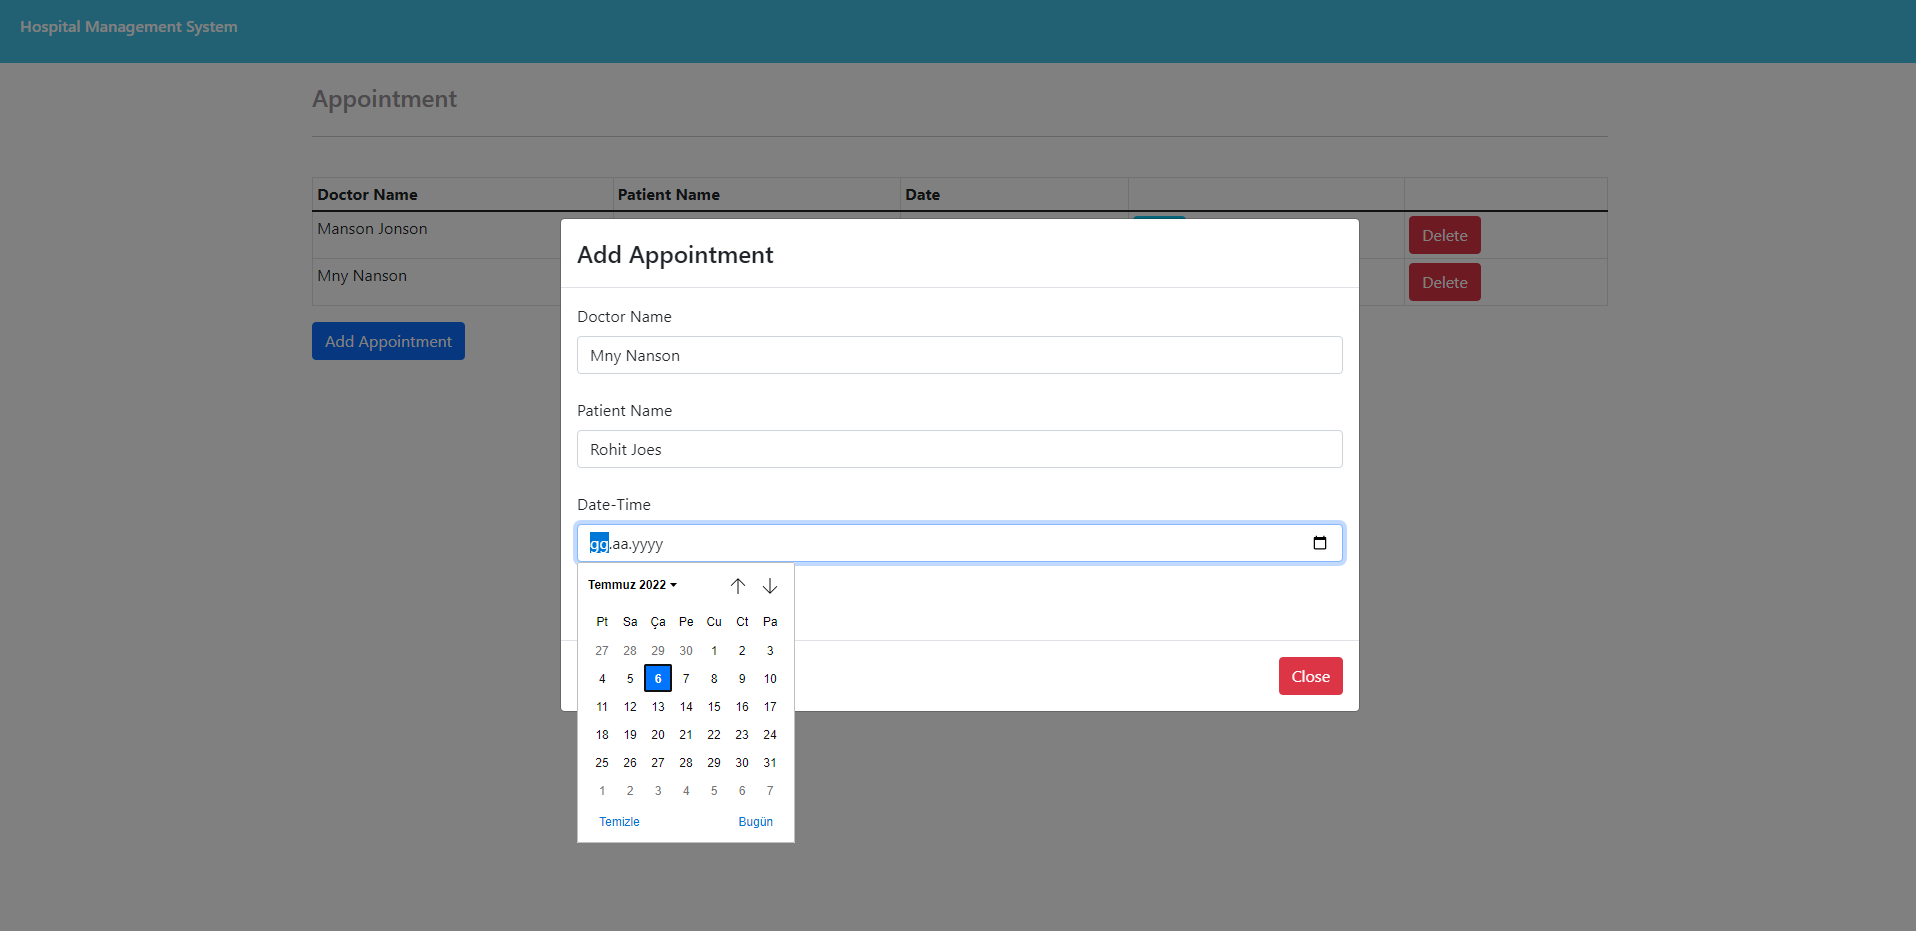 Hospital Management System
Appointment
Doctor Name Patient Name Date
Manson Jonson Delete
Mny Nanson Delete
Add Appointment
Add Appointment
Doctor Name
Mny Nanson
Patient Name
Rohit Joes
Date-Time
gg.aa.yyyy
Temmuz 2022
Pt Sa Ça Pe Cu Ct Pa
27 28 29 30 1 2 3
4 5 6 7 8 9 10
11 12 13 14 15 16 17
18 19 20 21 22 23 24
25 26 27 28 29 30 31
1 2 3 4 5 6 7
Temizle Bugün
Close